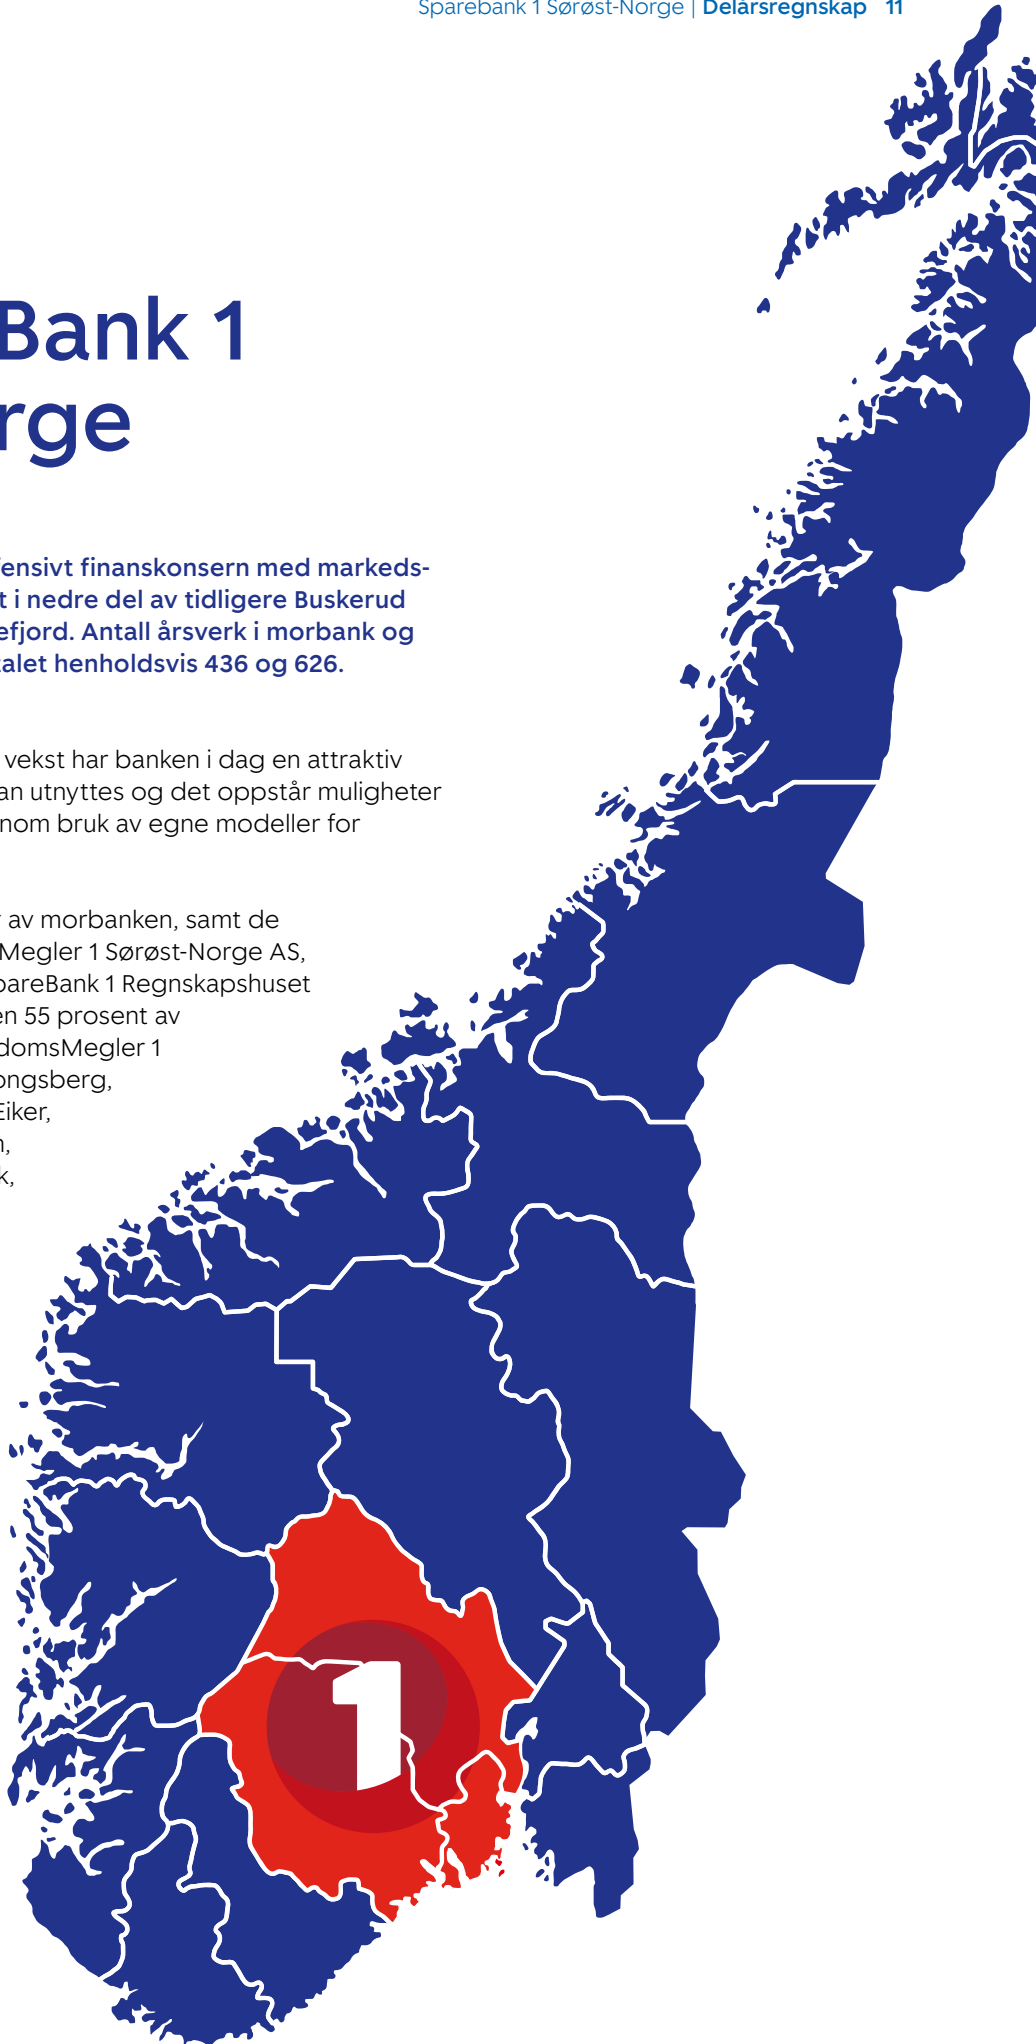 Sparebank 1 Sørøst-Norge | Delårsregnskap 11
Bank 1
rge
ensivt finanskonsern med markeds-
t i nedre del av tidligere Buskerud
efjord. Antall årsverk i morbank og
talet henholdsvis 436 og 626.
vekst har banken i dag en attraktiv
an utnyttes og det oppstår muligheter
nom bruk av egne modeller for
av morbanken, samt de
Megler 1 Sørøst-Norge AS,
pareBank 1 Regnskapshuset
en 55 prosent av
domsMegler 1
ongsberg,
Eiker,
n,
k,
1